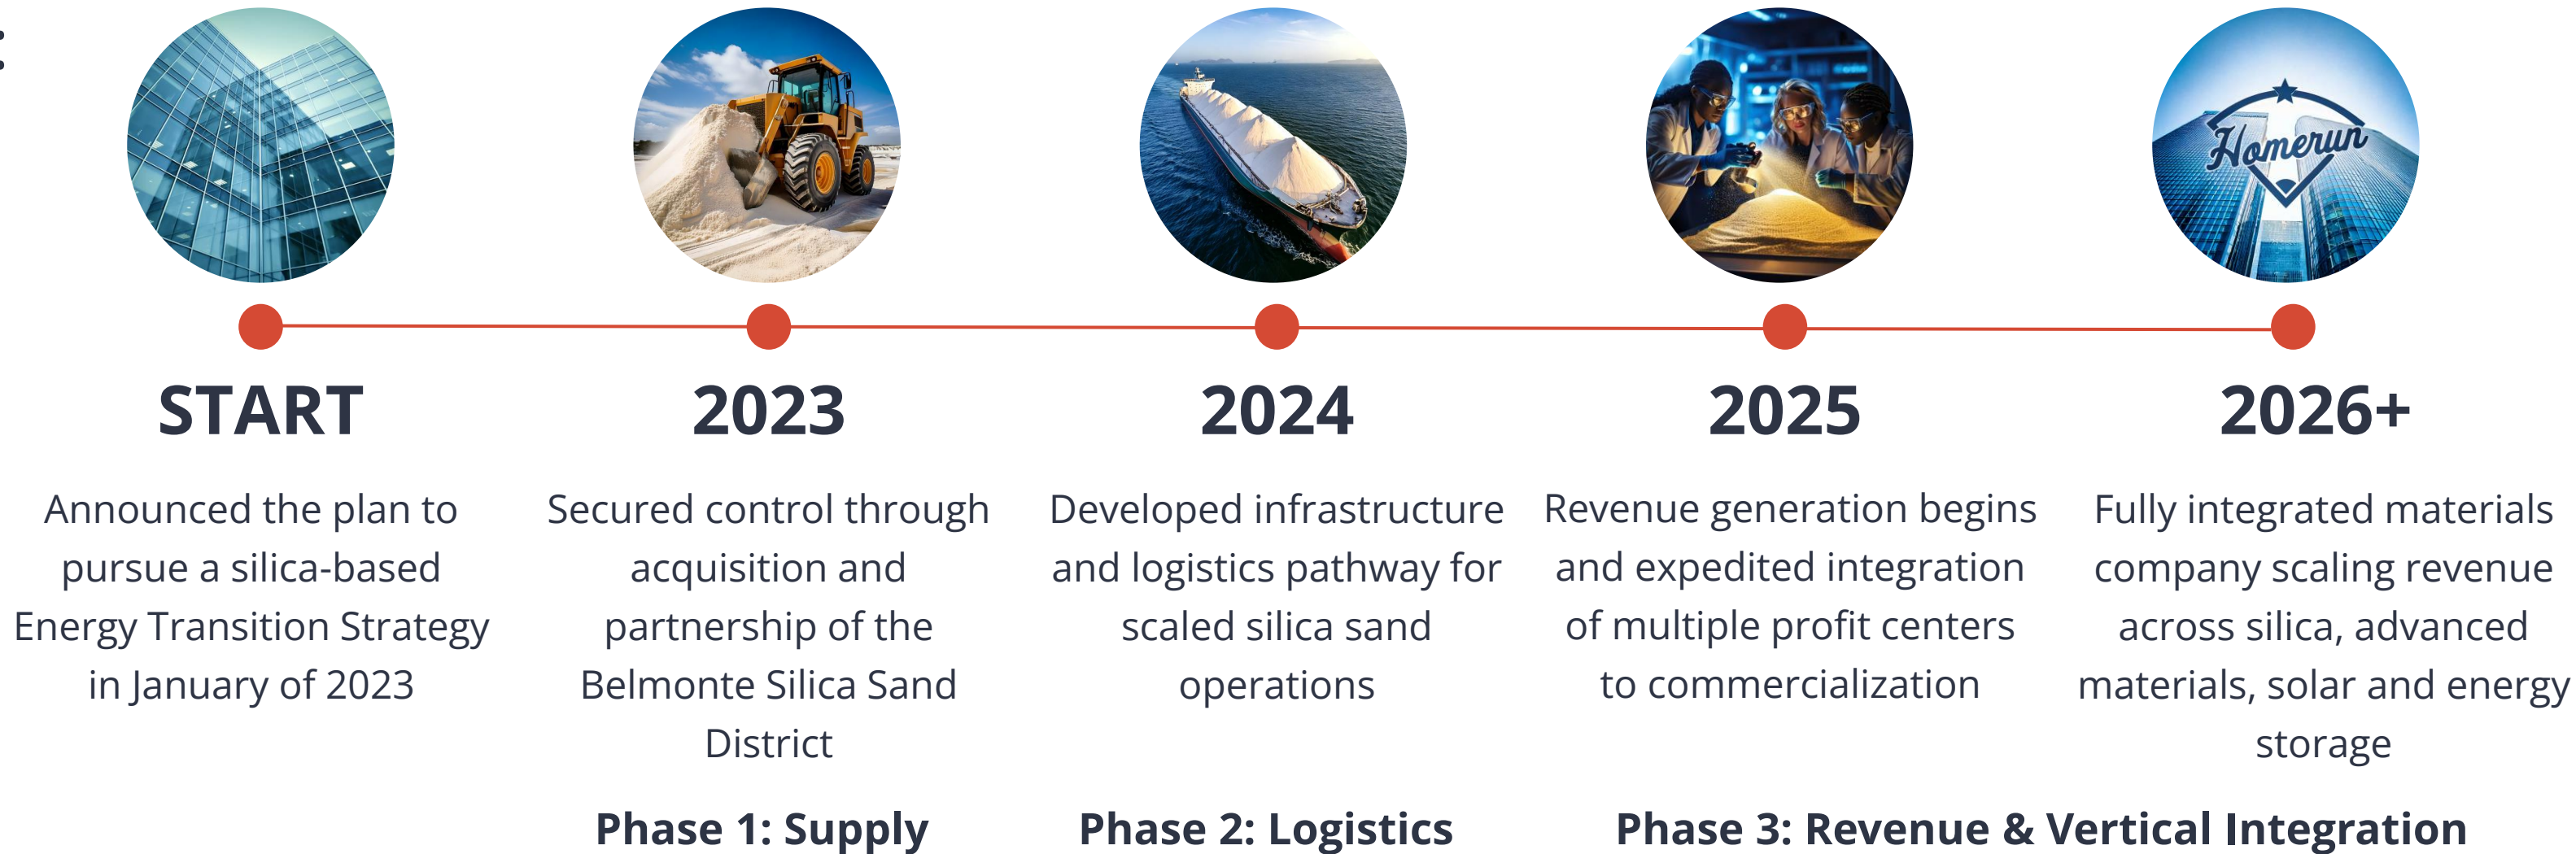 :
Homerun
START
Announced the plan to
pursue a silica-based
Energy Transition Strategy
in January of 2023
2023
Secured control through
acquisition and
partnership of the
Belmonte Silica Sand
District
Phase 1: Supply
2024
Developed infrastructure
and logistics pathway for
scaled silica sand
operations
Phase 2: Logistics
2025
Revenue generation begins
and expedited integration
of multiple profit centers
to commercialization
2026+
Fully integrated materials
company scaling revenue
across silica, advanced
materials, solar and energy
storage
Phase 3: Revenue & Vertical Integration